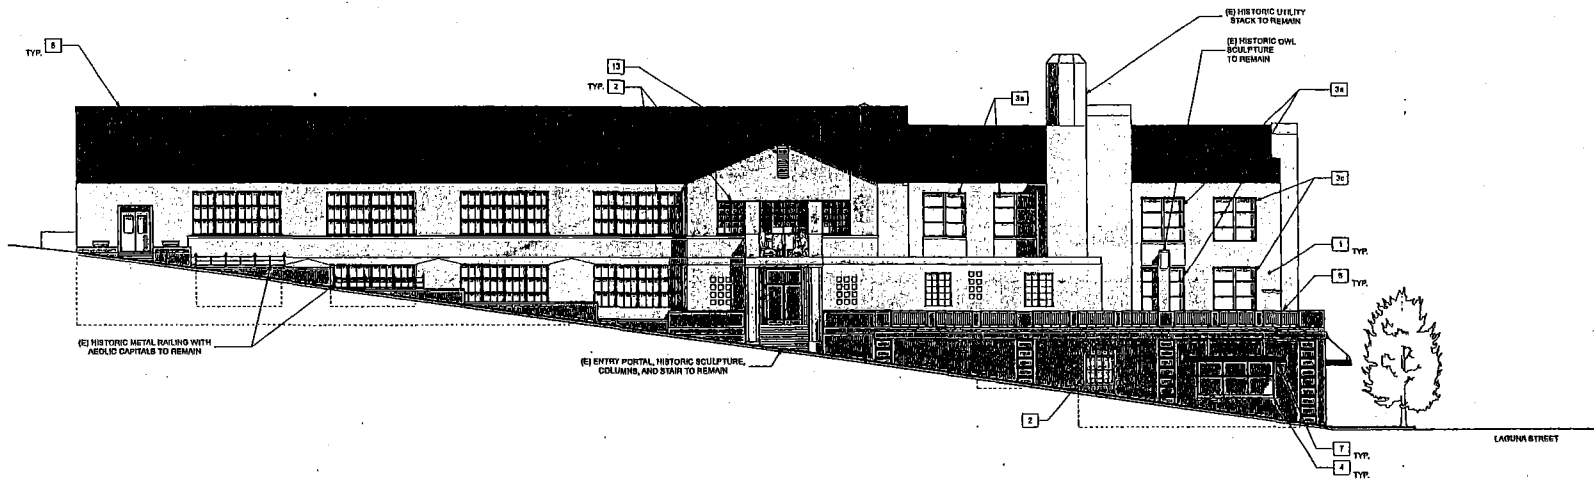 (E) HISTORIC UTILITY
STACK TO REMAIN
(E) HISTORIC OWL
SCULPTURE
TO REMAIN
TYP.
13
TYP. 2
3a
3a
3c
1
TYP.
TYP.
(E) HISTORIC METAL RAILING WITH
AEOLIC CAPITALS TO REMAIN
(E) ENTRY PORTAL, HISTORIC SCULPTURE,
COLUMNS, AND STAIR TO REMAIN
2
LAGUNA STREET
7
TYP.
4
TYP.